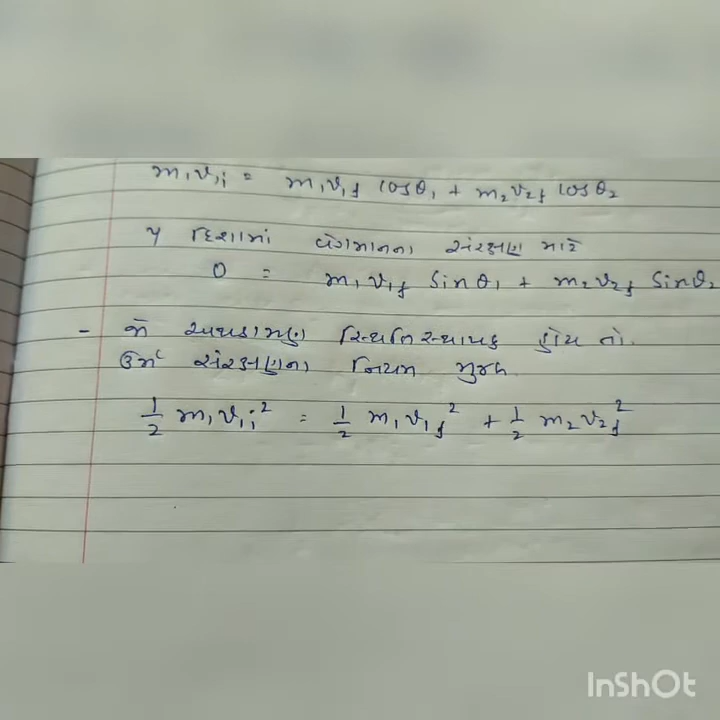 m₁v₁ᵢ = m₁v₁f cosθ₁ + m₂v₂f cosθ₂
y દિશામાં વેગમાનના સંરક્ષણ માટે
0 = m₁v₁f sinθ₁ + m₂v₂f sinθ₂
- જો અથડામણ સ્થિતિસ્થાપક હોય તો.
ઊર્જા સંરક્ષણના નિયમ મુજબ
½ m₁v₁ᵢ² = ½ m₁v₁f² + ½ m₂v₂f²
InShOt